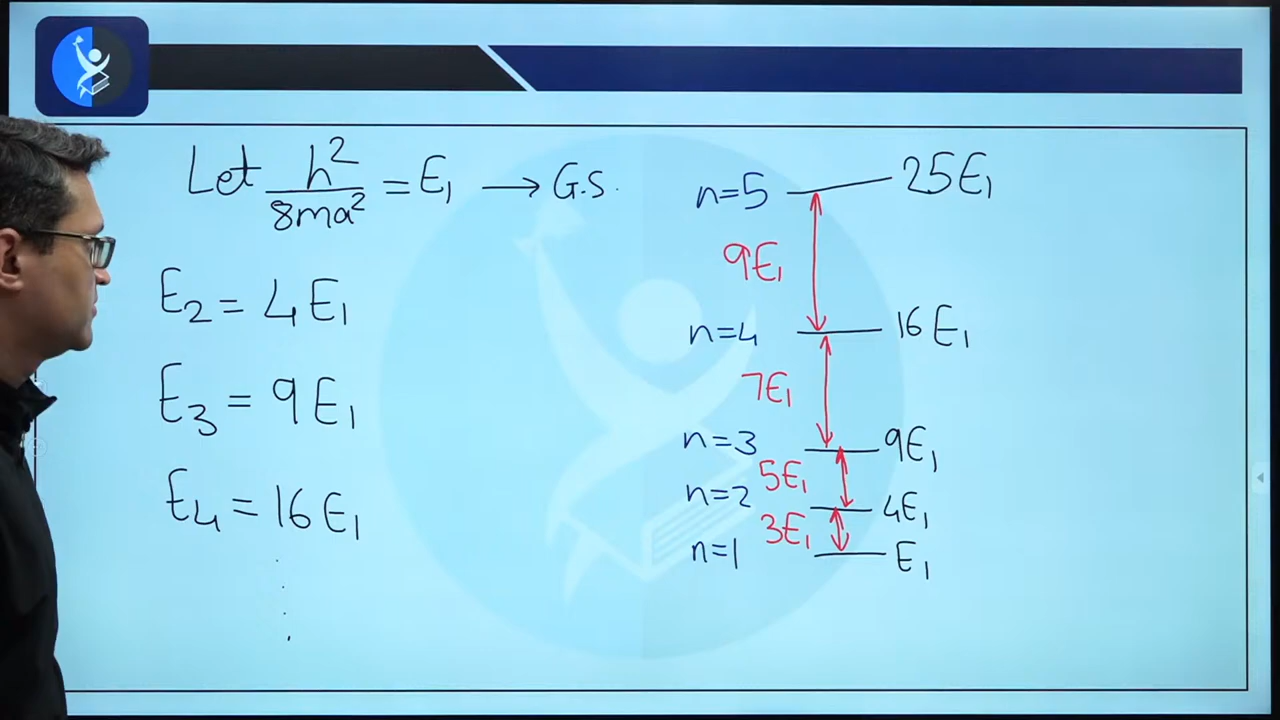 Let h²/8ma² = E₁ → G.S.
E₂ = 4E₁
E₃ = 9E₁
E₄ = 16E₁
n=5 25E₁
9E₁
n=4 16E₁
7E₁
n=3 9E₁
5E₁
n=2 4E₁
3E₁
n=1 E₁